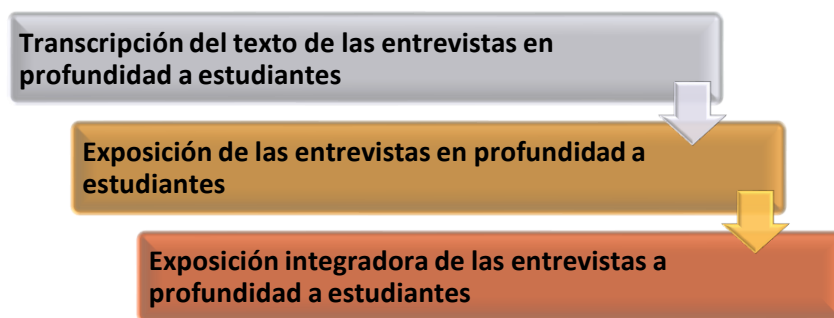 Transcripción del texto de las entrevistas en
profundidad a estudiantes
Exposición de las entrevistas en profundidad a
estudiantes
Exposición integradora de las entrevistas a
profundidad a estudiantes